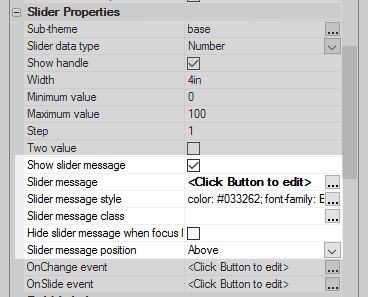 Slider Properties
Sub-theme base ...
Slider data type Number
Show handle
Width 4in
Minimum value 0
Maximum value 100
Step 1
Two value
Show slider message
Slider message <Click Button to edit> ...
Slider message style color: #033262; font-family: E ...
Slider message class ...
Hide slider message when focus l
Slider message position Above
OnChange event <Click Button to edit> ...
OnSlide event <Click Button to edit> ...